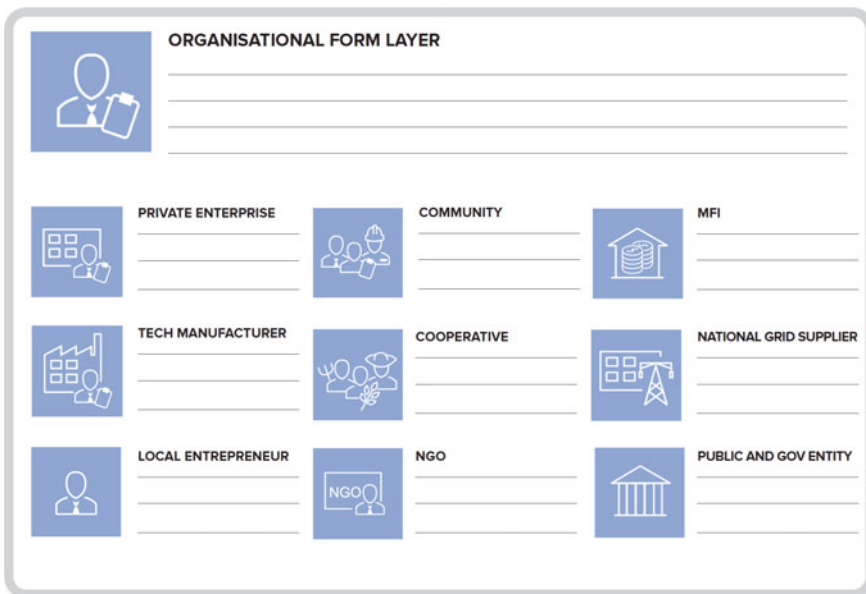 ORGANISATIONAL FORM LAYER
PRIVATE ENTERPRISE
COMMUNITY
MFI
TECH MANUFACTURER
COOPERATIVE
NATIONAL GRID SUPPLIER
LOCAL ENTREPRENEUR
NGO
NGO
PUBLIC AND GOV ENTITY